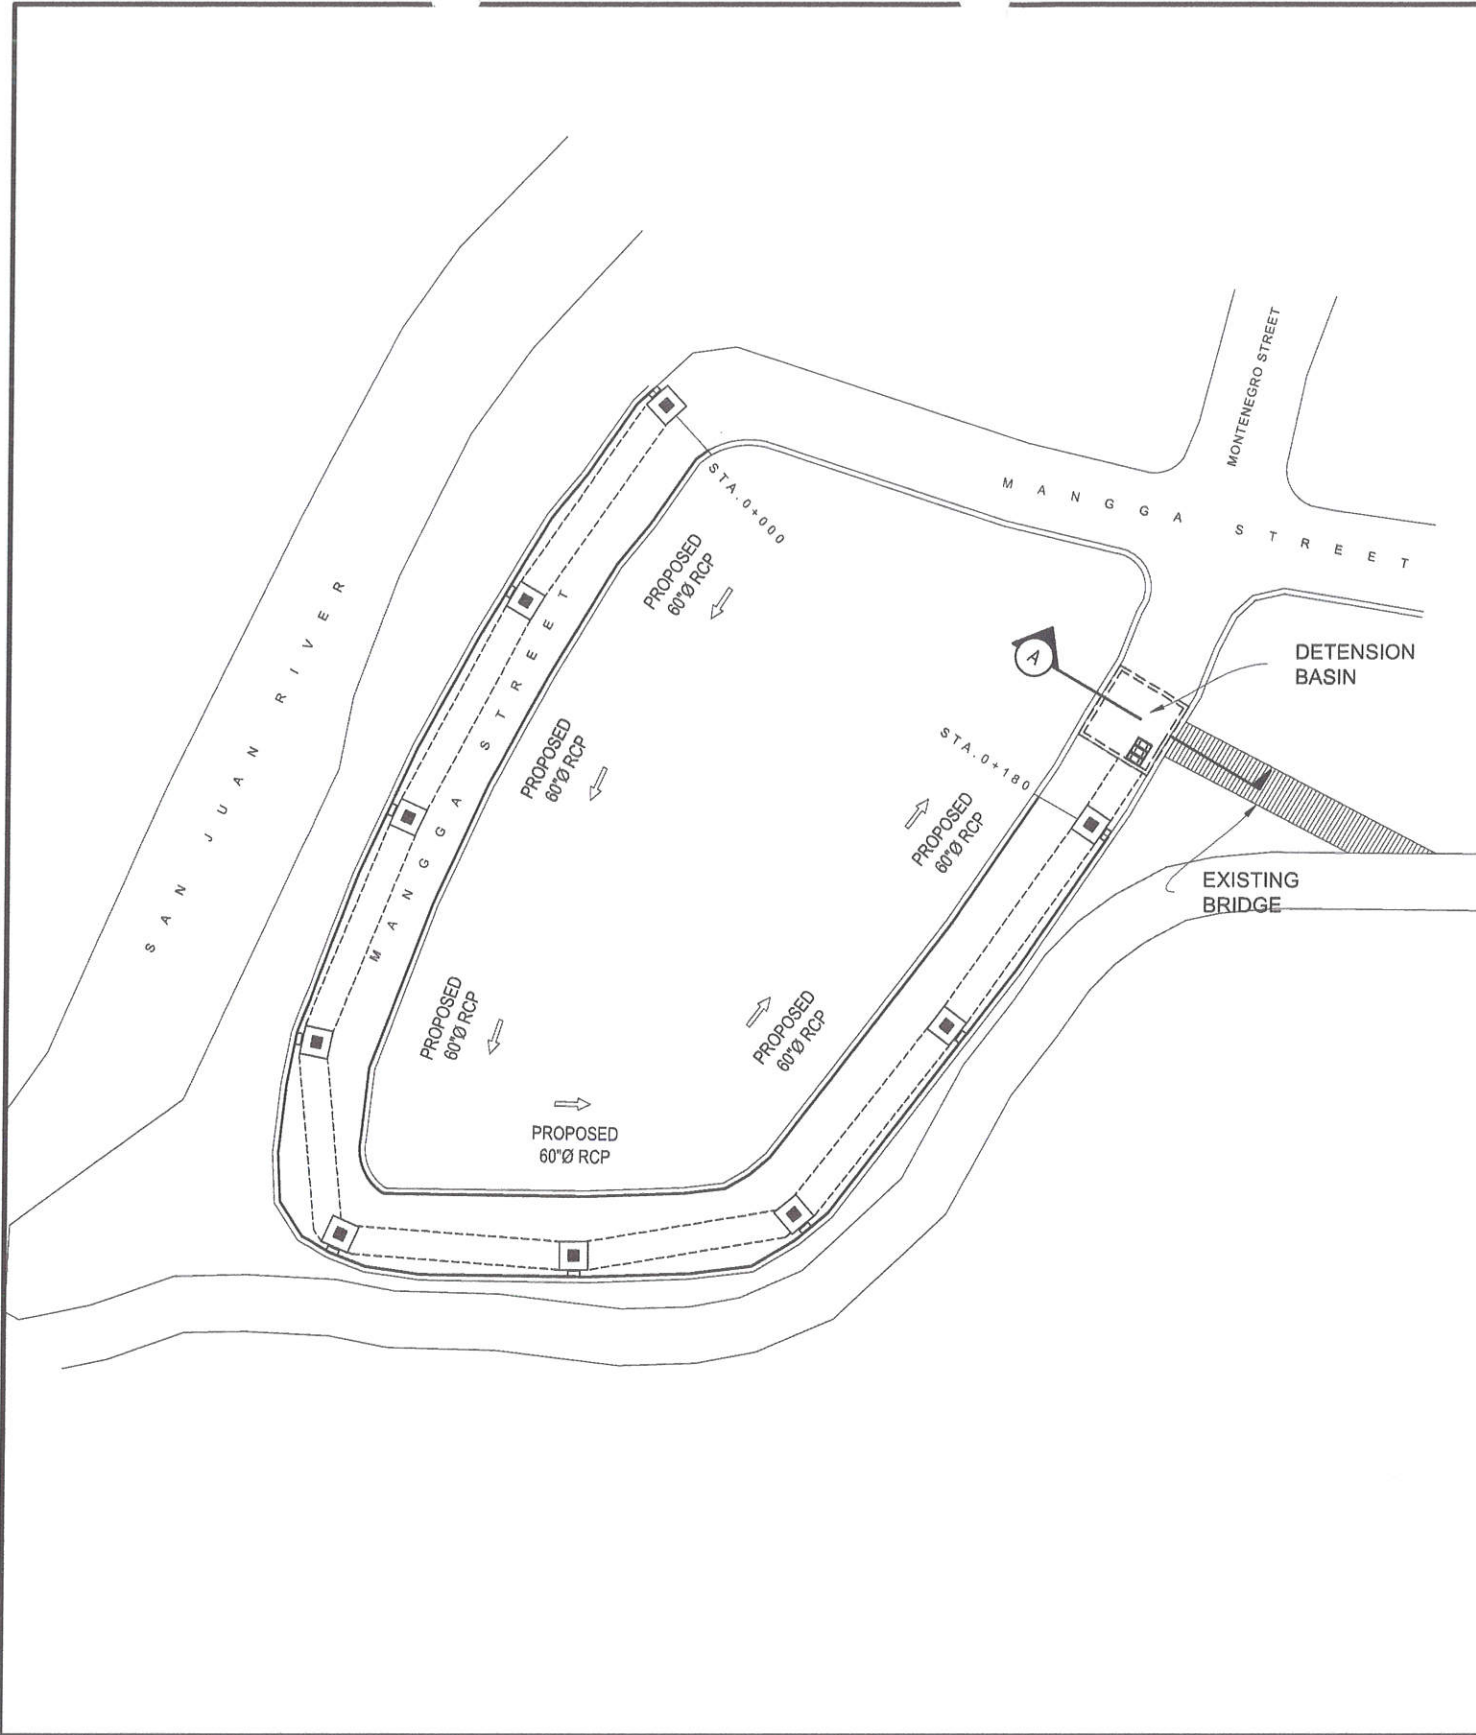 MONTENEGRO STREET
MANGGA STREET
STA.0+000
PROPOSED
60"Ø RCP
SAN JUAN RIVER
MANGGA STREET
A
DETENSION
BASIN
PROPOSED
60"Ø RCP
STA.0+180
PROPOSED
60"Ø RCP
EXISTING
BRIDGE
PROPOSED
60"Ø RCP
PROPOSED
60"Ø RCP
PROPOSED
60"Ø RCP